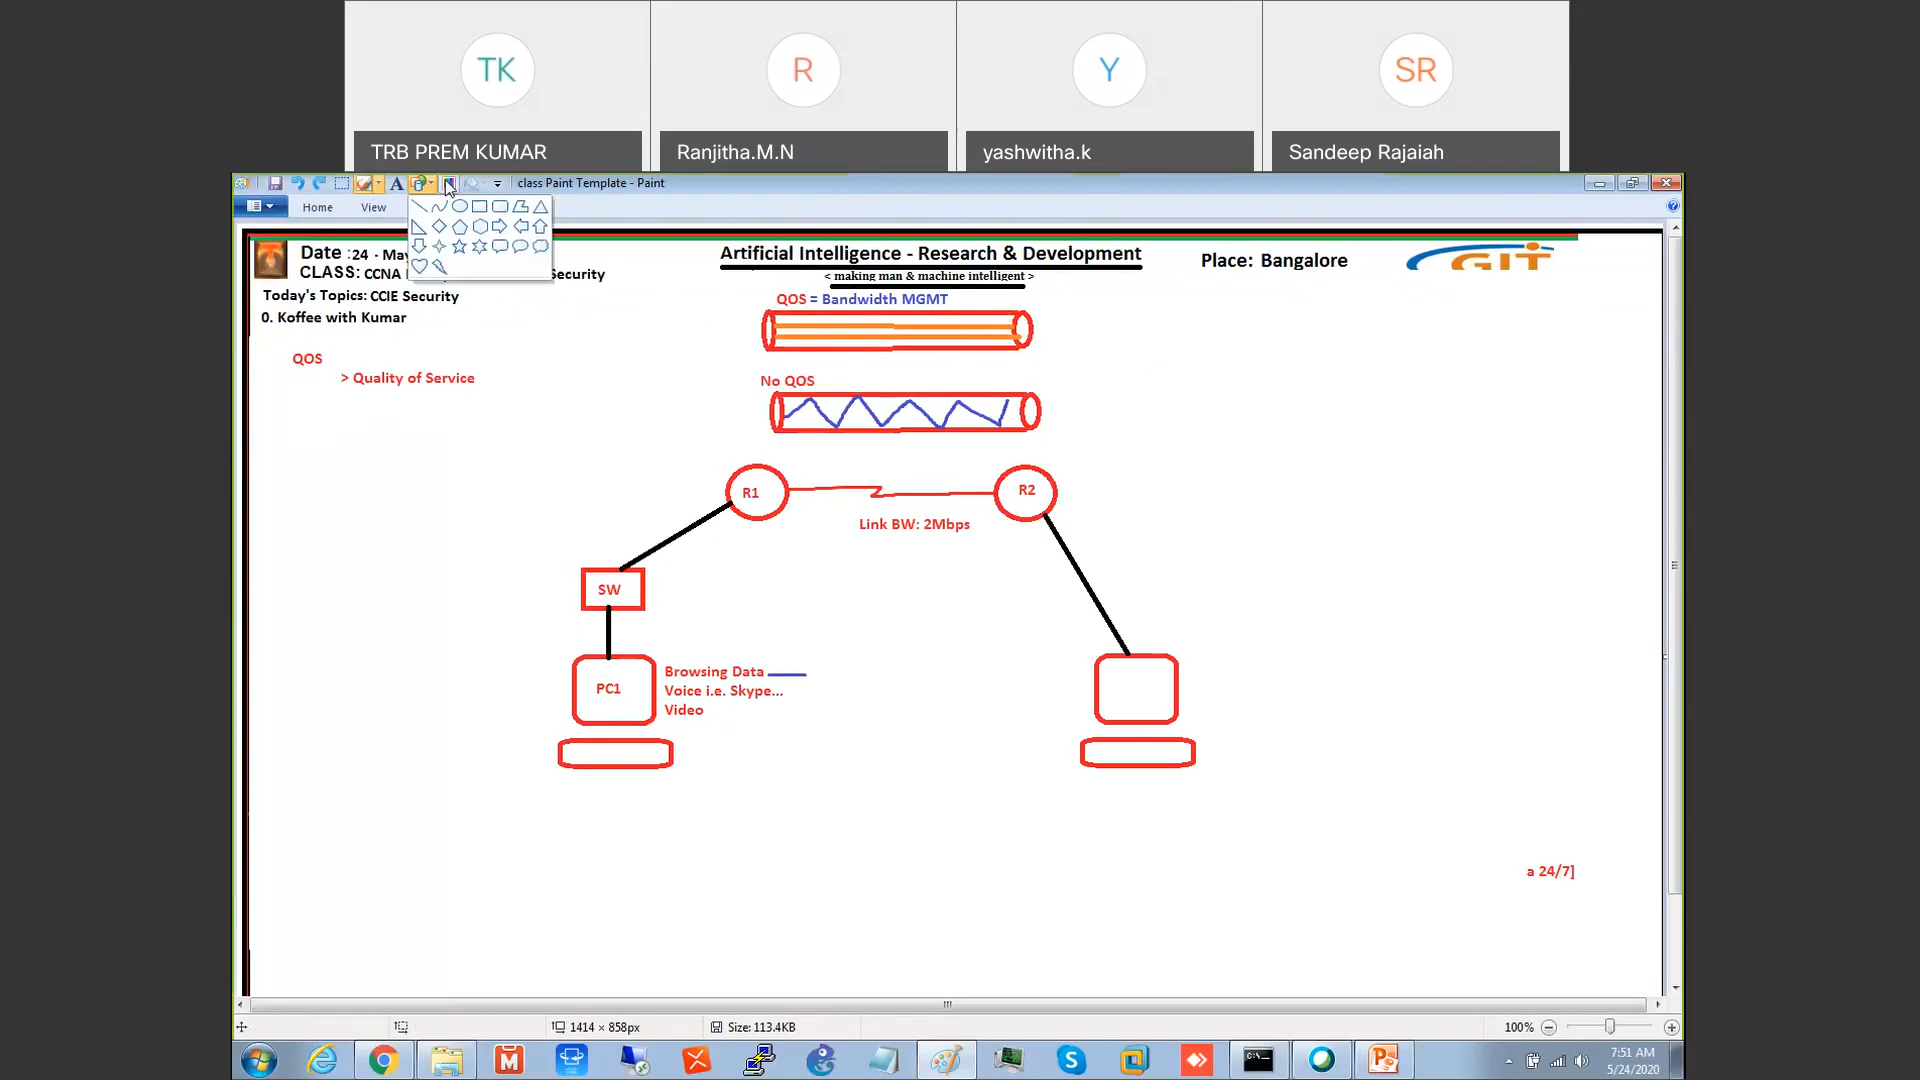 TK
R
Y
SR
TRB PREM KUMAR
Ranjitha.M.N
yashwitha.k
Sandeep Rajaiah
class Paint Template - Paint
Home
View
Date :24 - May
Artificial Intelligence - Research & Development
Place: Bangalore
GIT
CLASS: CCNA
Security
< making man & machine intelligent >
Today's Topics: CCIE Security
QOS = Bandwidth MGMT
0. Koffee with Kumar
QOS
> Quality of Service
No QOS
R1
R2
Link BW: 2Mbps
SW
PC1
Browsing Data
Voice i.e. Skype...
Video
a 24/7]
1414 × 858px
Size: 113.4KB
100%
7:51 AM
5/24/2020